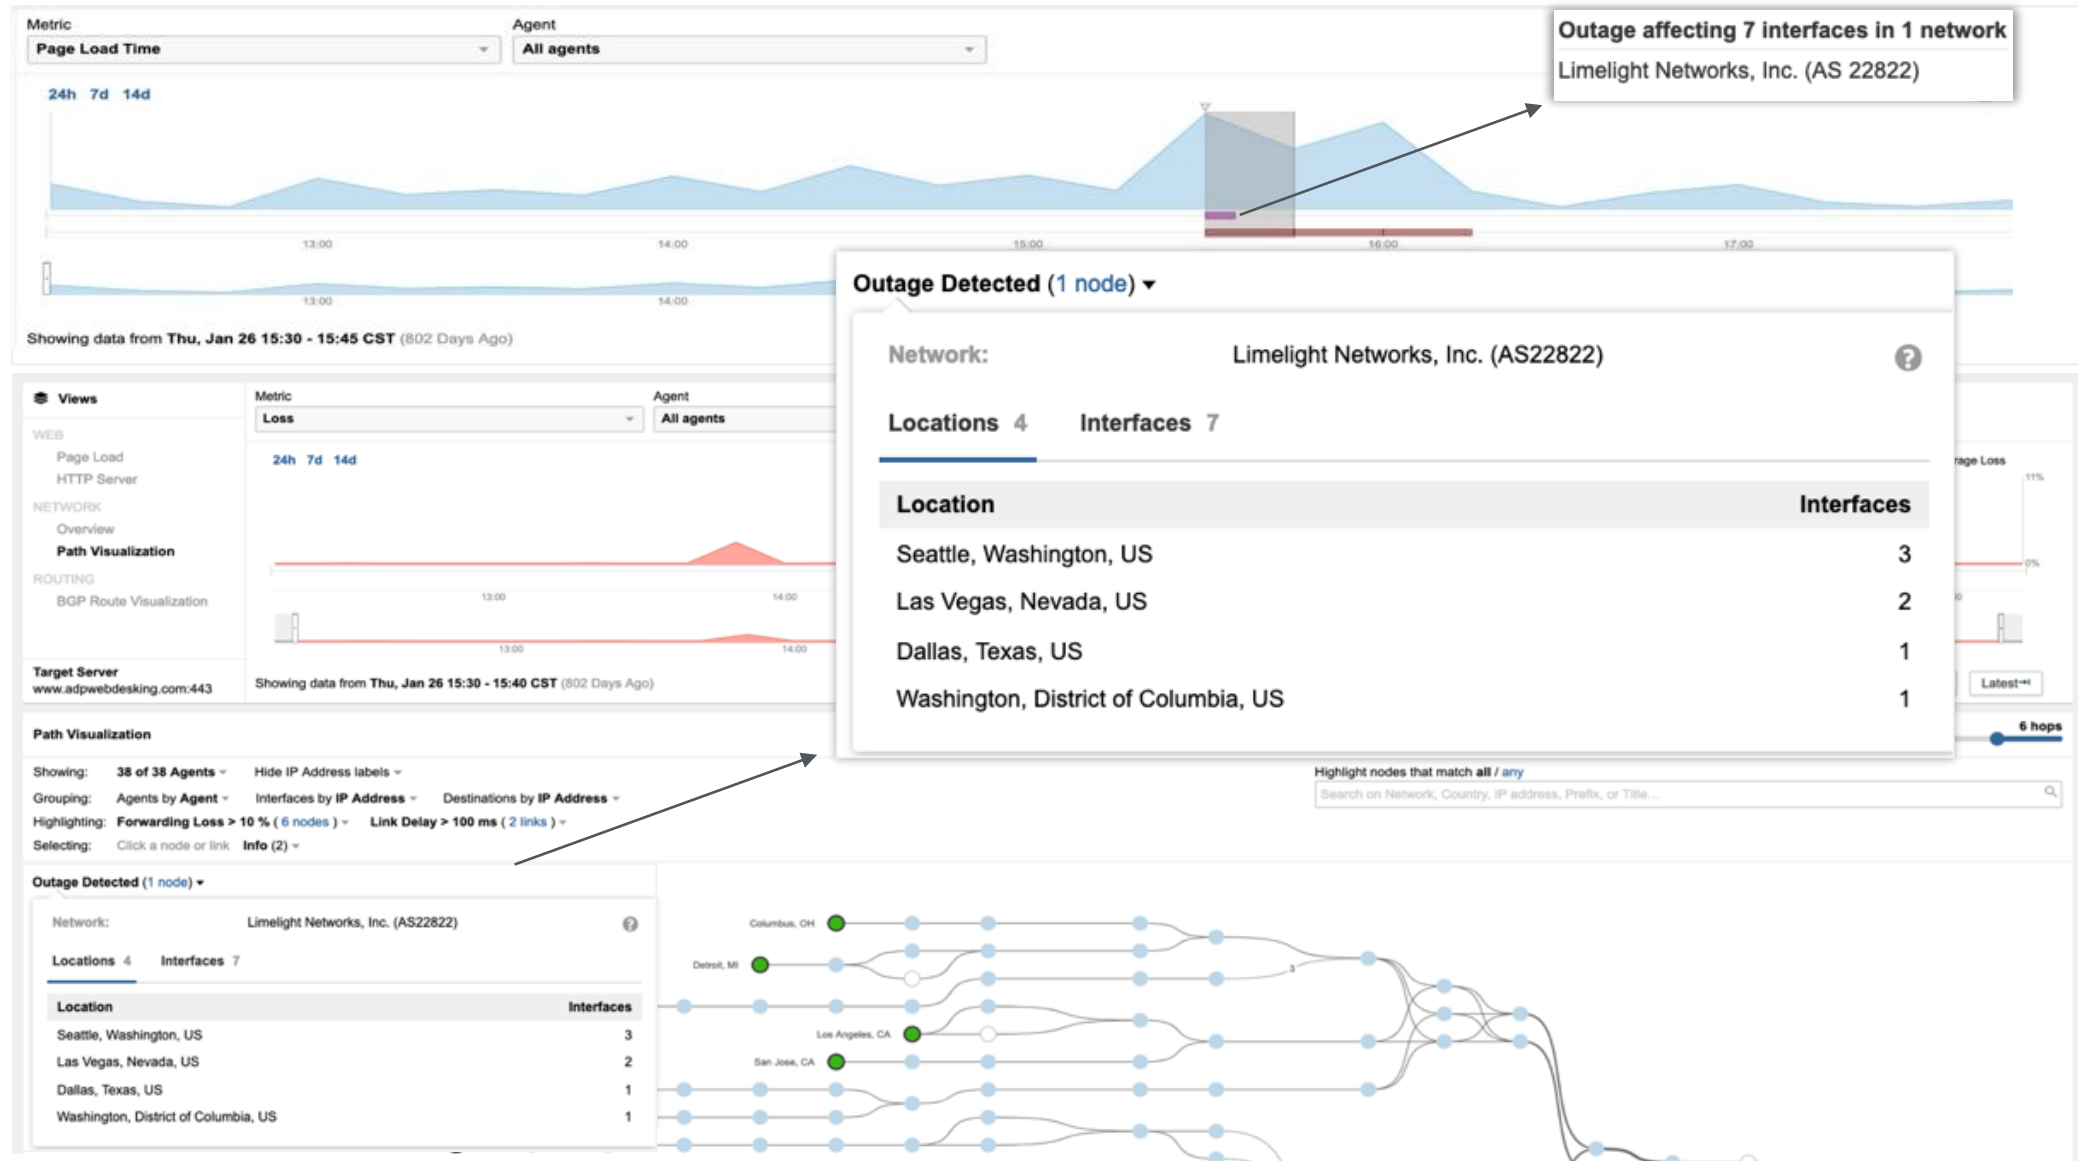 Metric
Agent
Page Load Time
All agents
24h 7d 14d
Outage affecting 7 interfaces in 1 network
Limelight Networks, Inc. (AS 22822)
13:00 14:00 15:00 16:00 17:00
13:00 14:00
Showing data from Thu, Jan 26 15:30 - 15:45 CST (802 Days Ago)
Outage Detected (1 node)
Network: Limelight Networks, Inc. (AS22822)
Locations 4 Interfaces 7
Location Interfaces
Seattle, Washington, US 3
Las Vegas, Nevada, US 2
Dallas, Texas, US 1
Washington, District of Columbia, US 1
Views
WEB
Page Load
HTTP Server
NETWORK
Overview
Path Visualization
ROUTING
BGP Route Visualization
Target Server
www.adpwebdesking.com:443
Metric
Agent
Loss
All agents
24h 7d 14d
Loss
11%
0%
13:00 14:00
13:00 14:00
Showing data from Thu, Jan 26 15:30 - 15:40 CST (802 Days Ago)
Latest
Path Visualization
6 hops
Showing: 38 of 38 Agents Hide IP Address labels
Grouping: Agents by Agent Interfaces by IP Address Destinations by IP Address
Highlighting: Forwarding Loss > 10 % ( 6 nodes ) Link Delay > 100 ms ( 2 links )
Selecting: Click a node or link Info (2)
Highlight nodes that match all / any
Search on Network, Country, IP address, Prefix, or Title...
Outage Detected (1 node)
Network: Limelight Networks, Inc. (AS22822)
Locations 4 Interfaces 7
Location Interfaces
Seattle, Washington, US 3
Las Vegas, Nevada, US 2
Dallas, Texas, US 1
Washington, District of Columbia, US 1
Columbus, OH
Detroit, MI
3
Los Angeles, CA
San Jose, CA